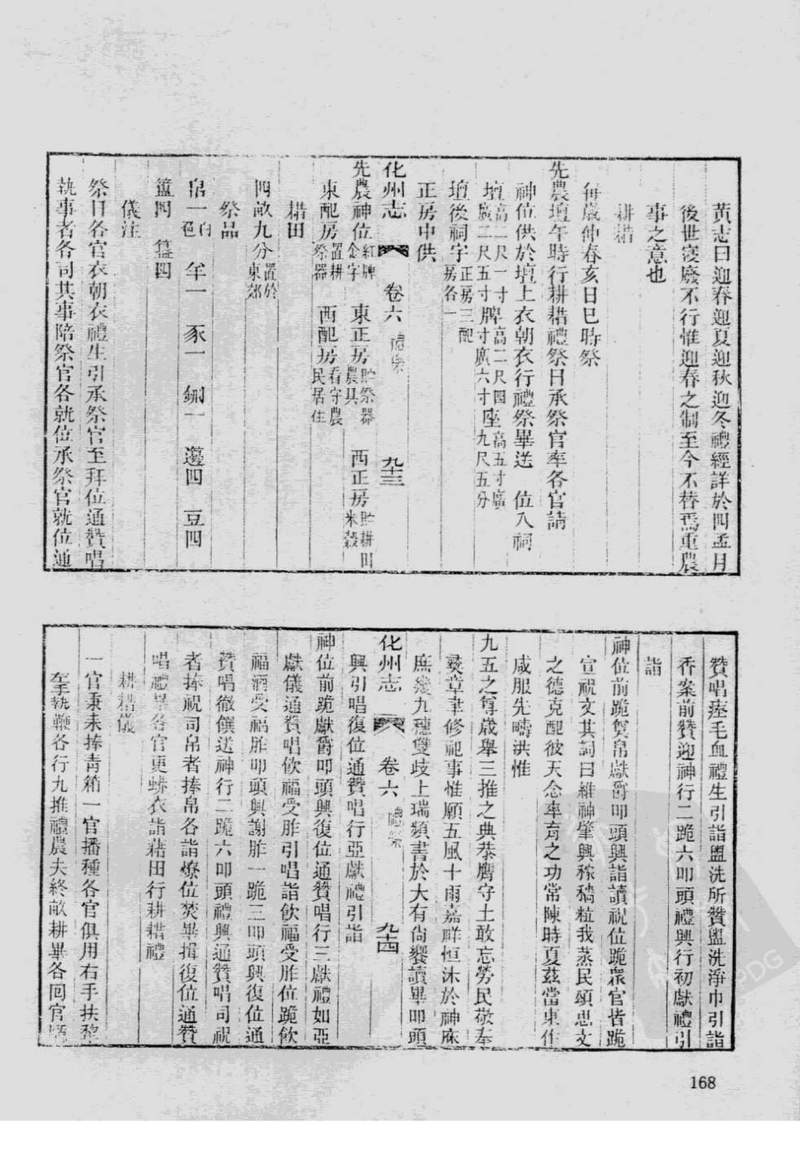 黃志曰迎春迎夏迎秋迎冬禮經詳於四孟月
後世寖廢不行惟迎春之制至今不替焉重農
事之意也
耕耤
每歲仲春亥日巳時祭
先農壇午時行耕耤禮祭日承祭官率各官請
神位供於壇上衣朝衣行禮祭畢送 位入祠
壇高二尺一寸牌高二尺四座高五寸廣
廣二尺五寸牌寸廣六寸 九尺五分
壇後祠宇正房三配
房各一
正房中供
化州志 卷六 禮樂 九十三
先農神位紅牌金字 東正房貯祭器農具 西正房貯耕田米穀
東配房置耕祭器 西配房看守農民居住
耤田
四畝九分置於東郊
祭品
帛一色白 羊一 豕一 鉶一 籩四 豆四
簠四 簋四
儀注
祭日各官衣朝衣禮生引承祭官至拜位通贊唱
執事者各司其事陪祭官各就位承祭官就位通
贊唱瘞毛血禮生引詣盥洗所贊盥洗淨巾引詣
香案前贊迎神行二跪六叩頭禮興行初獻禮引
詣
神位前跪奠帛獻爵叩頭興詣讀祝位跪衆官皆跪
宣祝文其詞曰維神肇興稼穡粒我蒸民頌思文
之德克配彼天念率育之功常陳時夏茲當東作
咸服先疇洪惟
九五之尊歲舉三推之典恭膺守土敢忘勞民敬奉
彝章聿修祀事惟願五風十雨嘉祥恒沐於神庥
庶幾九穗雙歧上瑞頻書於大有尚饗讀畢叩頭
化州志 卷六 禮樂 九十四
興引唱復位通贊唱行亞獻禮引詣
神位前跪獻爵叩頭興復位通贊唱行三獻禮如亞
獻儀通贊唱飲福受胙引唱詣飲福受胙位跪飲
福酒受福胙叩頭興謝胙一跪三叩頭興復位通
贊唱徹饌送神行二跪六叩頭禮興通贊唱司祝
者捧祝司帛者捧帛各詣燎位焚畢揖復位通贊
唱禮畢各官更蟒衣詣耤田行耕耤禮
耕耤儀
一官秉耒捧靑箱一官播種各官俱用右手扶犂
左手執鞭各行九推禮農夫終畝耕畢各回官廳
168